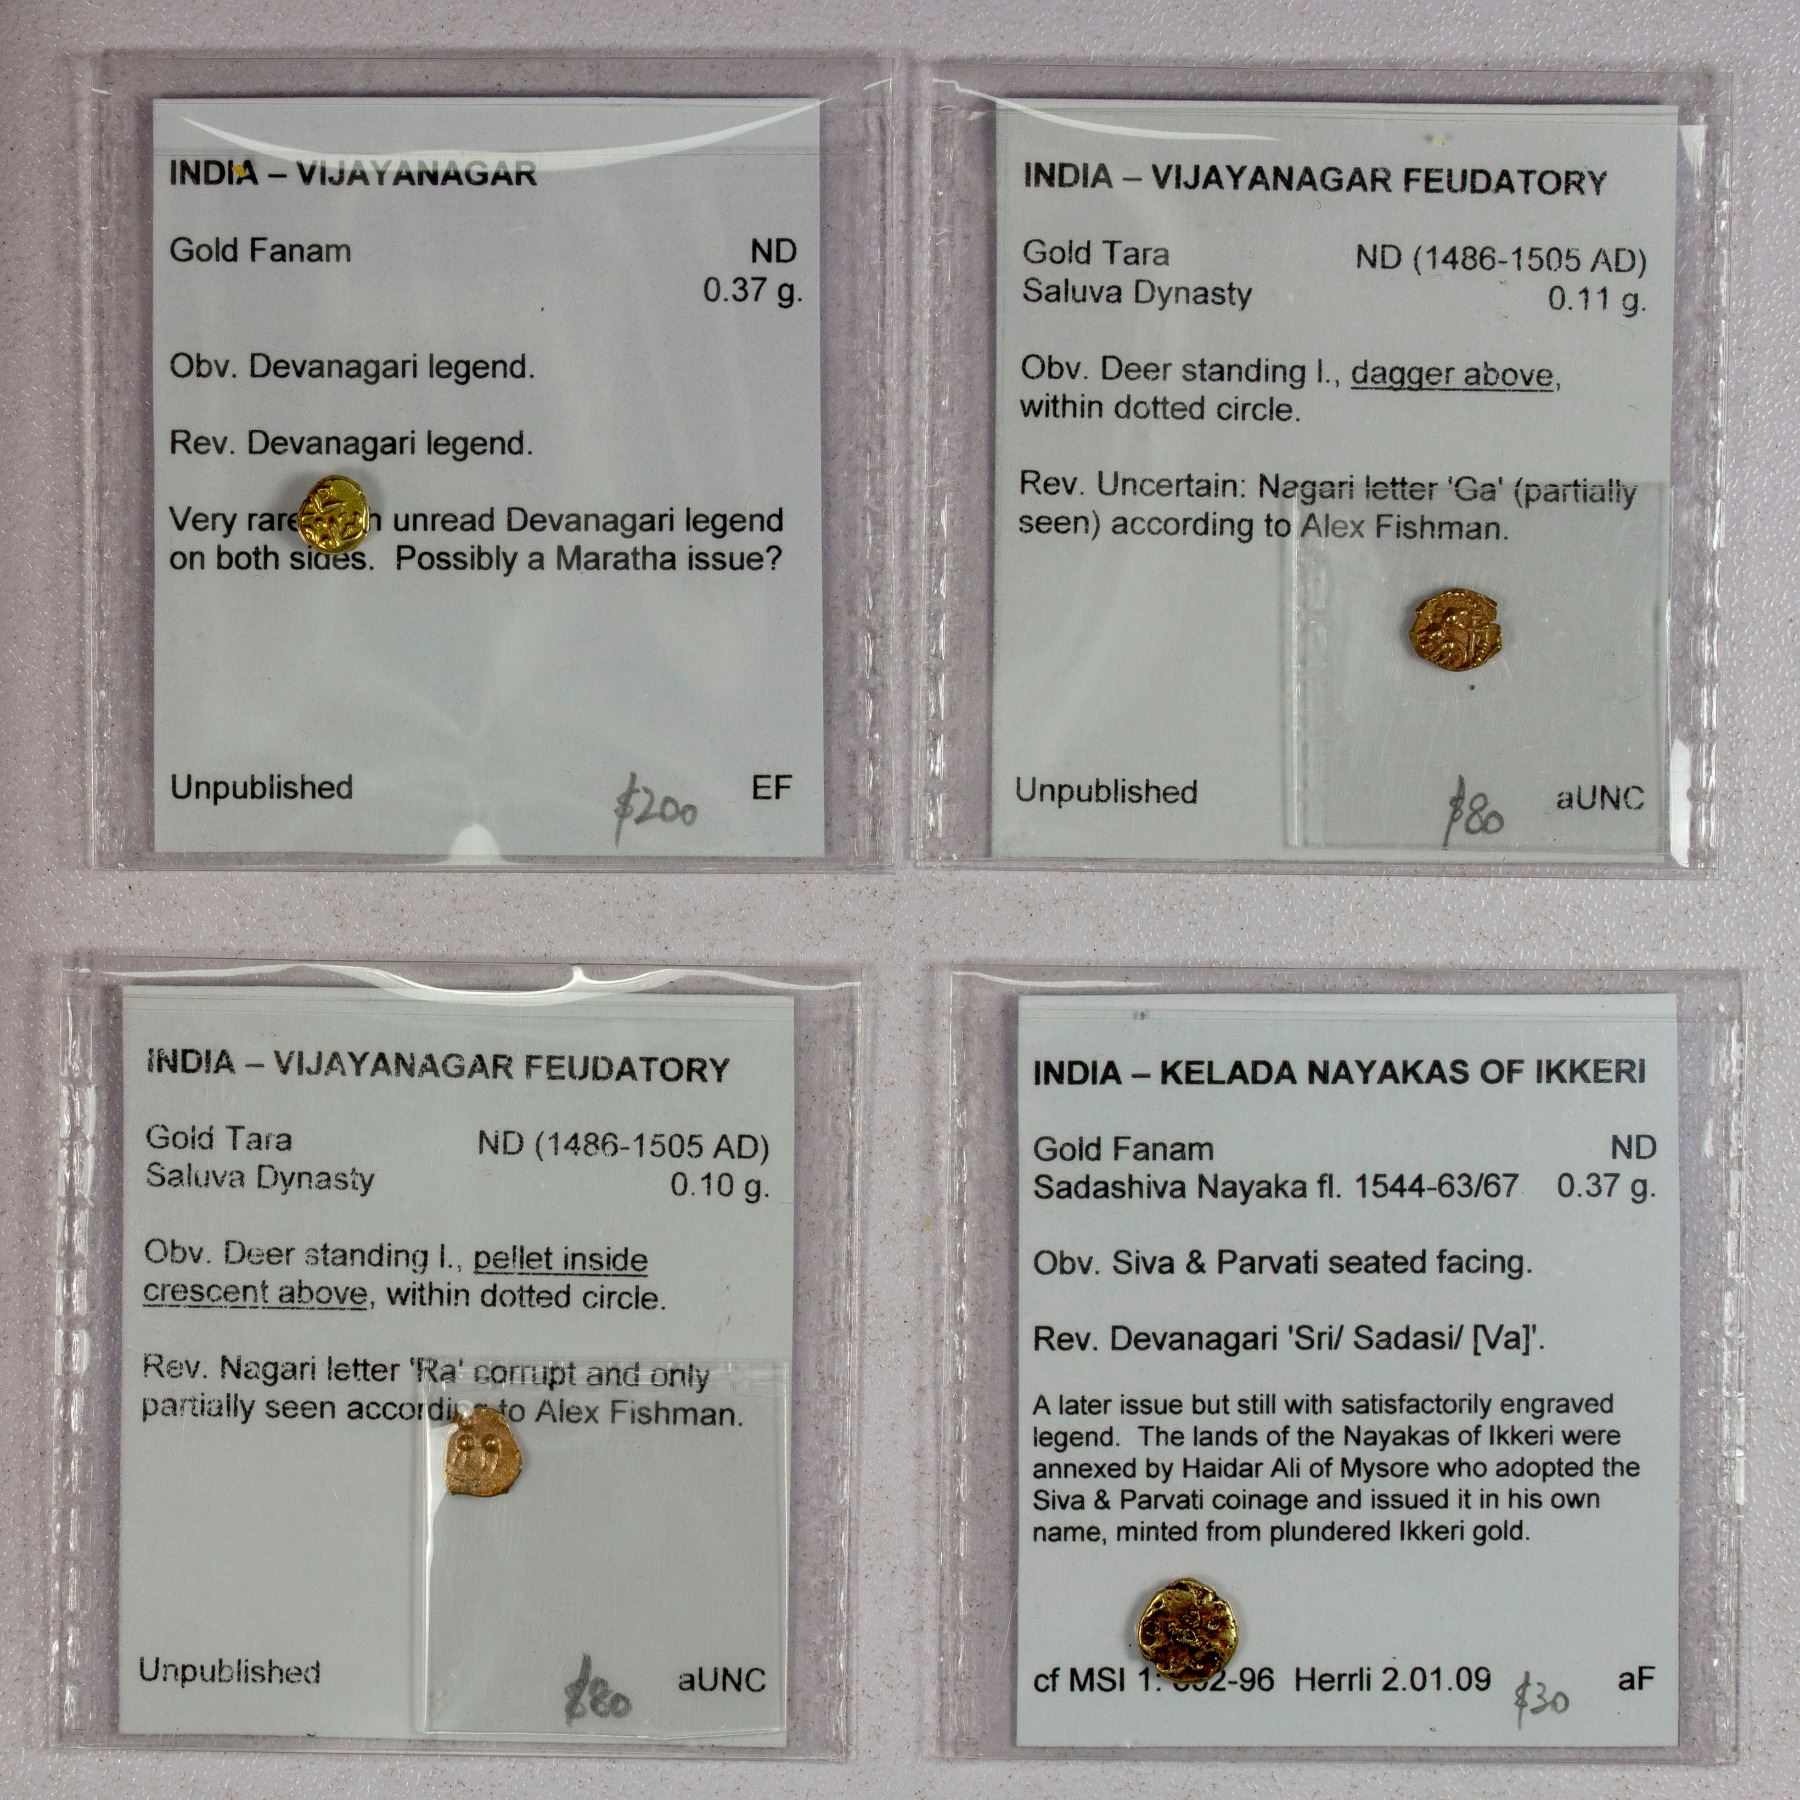 INDIA – VIJAYANAGAR
Gold Fanam ND
0.37 g.
Obv. Devanagari legend.
Rev. Devanagari legend.
Very rare unread Devanagari legend
on both sides. Possibly a Maratha issue?
Unpublished $200 EF
INDIA – VIJAYANAGAR FEUDATORY
Gold Tara ND (1486-1505 AD)
Saluva Dynasty 0.11 g.
Obv. Deer standing l., dagger above,
within dotted circle.
Rev. Uncertain: Nagari letter 'Ga' (partially
seen) according to Alex Fishman.
Unpublished $80 aUNC
INDIA – VIJAYANAGAR FEUDATORY
Gold Tara ND (1486-1505 AD)
Saluva Dynasty 0.10 g.
Obv. Deer standing l., pellet inside
crescent above, within dotted circle.
Rev. Nagari letter 'Ra' corrupt and only
partially seen according to Alex Fishman.
Unpublished $80 aUNC
INDIA – KELADA NAYAKAS OF IKKERI
Gold Fanam ND
Sadashiva Nayaka fl. 1544-63/67 0.37 g.
Obv. Siva & Parvati seated facing.
Rev. Devanagari 'Sri/ Sadasi/ [Va]'.
A later issue but still with satisfactorily engraved
legend. The lands of the Nayakas of Ikkeri were
annexed by Haidar Ali of Mysore who adopted the
Siva & Parvati coinage and issued it in his own
name, minted from plundered Ikkeri gold.
cf MSI 1: Herrli 2.01.09 $30 aF